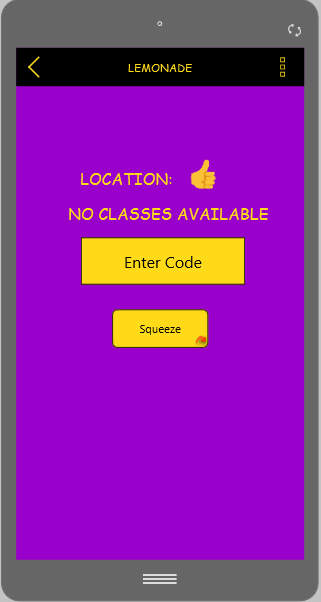 LEMONADE
LOCATION:
NO CLASSES AVAILABLE
Enter Code
Squeeze